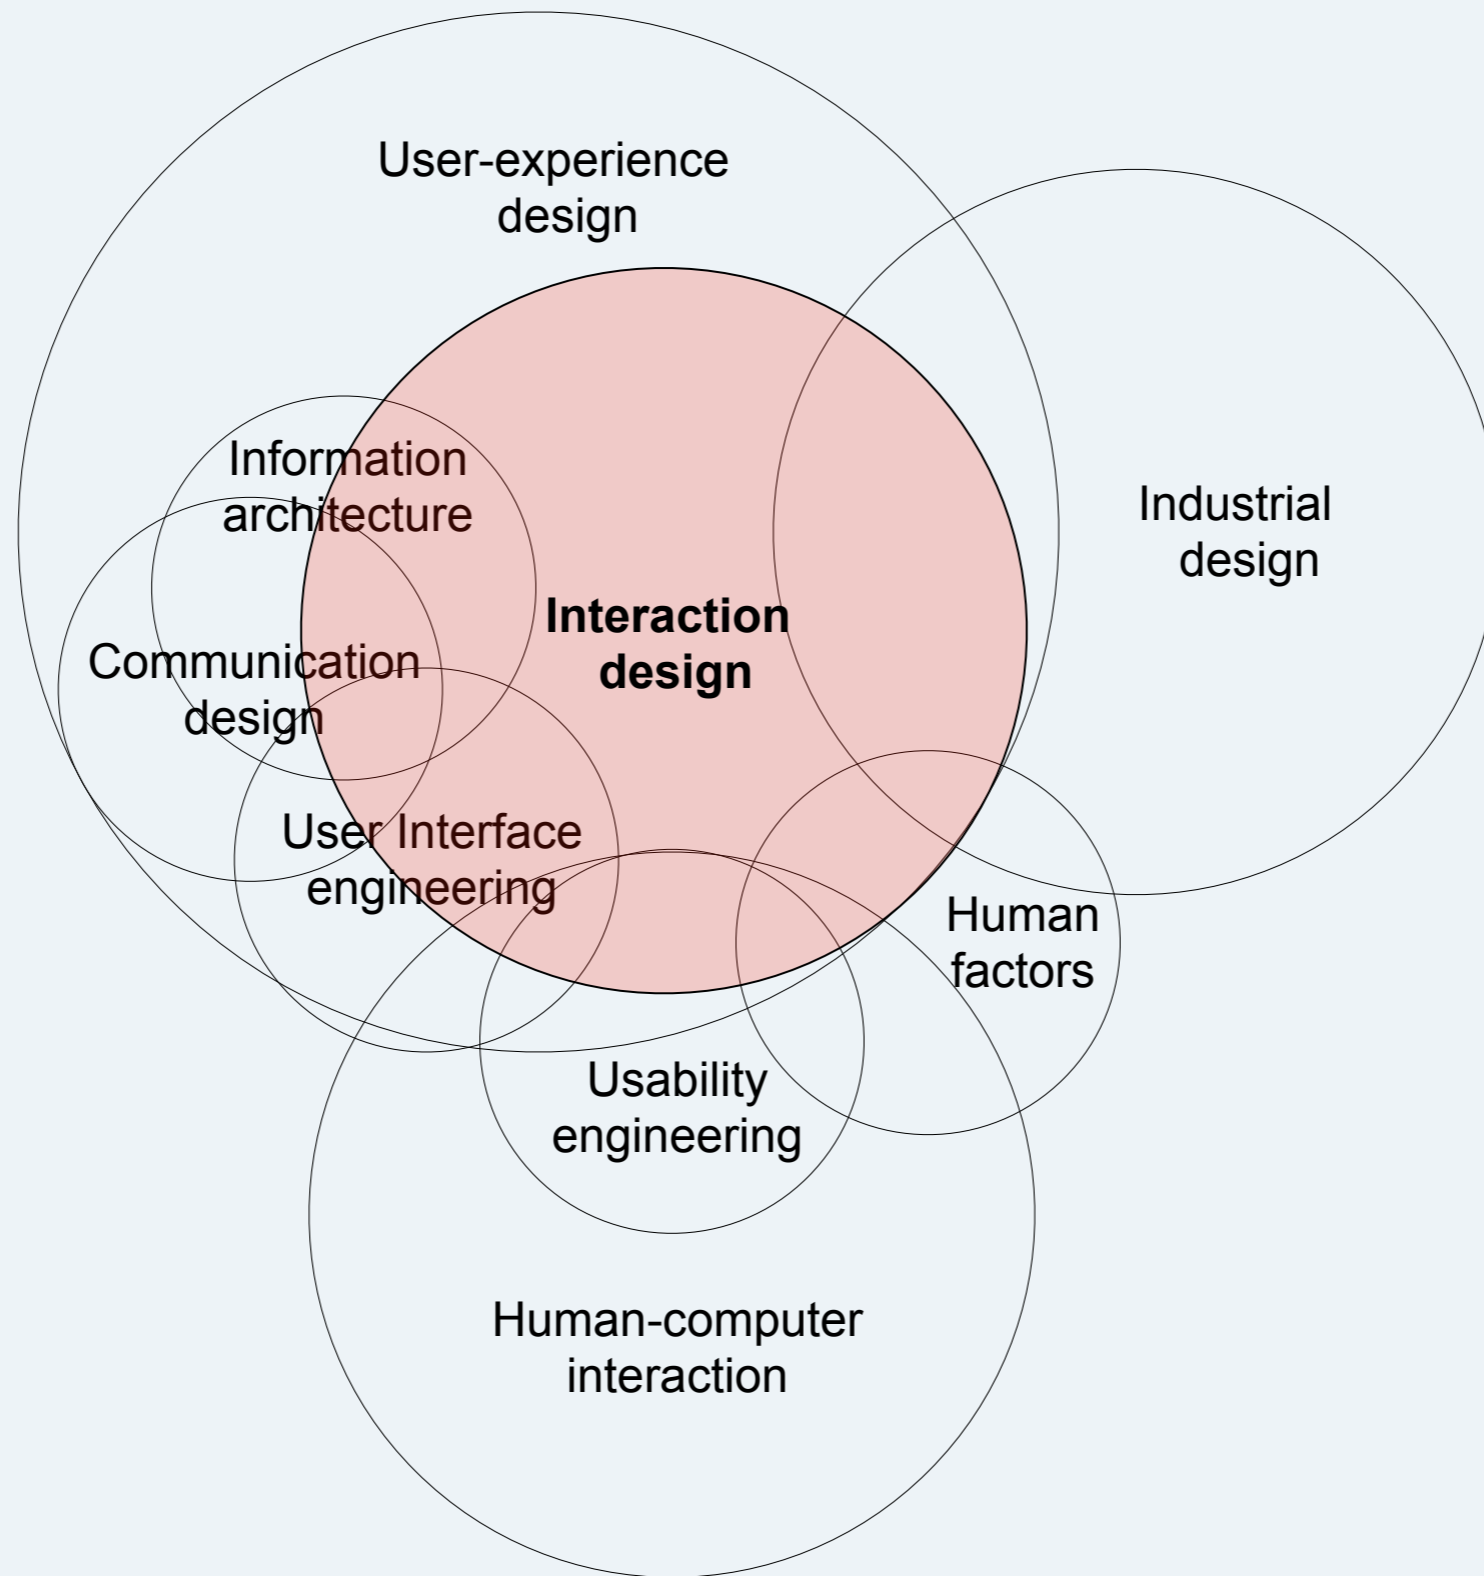 User-experience
design
Information
architecture
Industrial
design
Interaction
design
Communication
design
User Interface
engineering
Human
factors
Usability
engineering
Human-computer
interaction